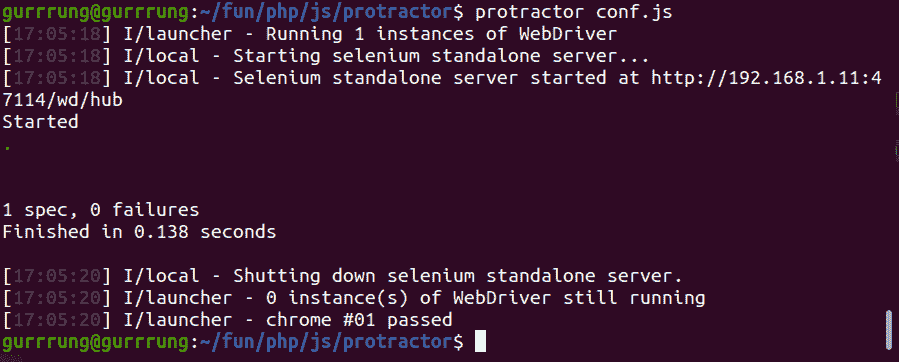 gurrrung@gurrrung:~/fun/php/js/protractor$ protractor conf.js
[17:05:18] I/launcher - Running 1 instances of WebDriver
[17:05:18] I/local - Starting selenium standalone server...
[17:05:18] I/local - Selenium standalone server started at http://192.168.1.11:4
7114/wd/hub
Started
.
1 spec, 0 failures
Finished in 0.138 seconds
[17:05:20] I/local - Shutting down selenium standalone server.
[17:05:20] I/launcher - 0 instance(s) of WebDriver still running
[17:05:20] I/launcher - chrome #01 passed
gurrrung@gurrrung:~/fun/php/js/protractor$